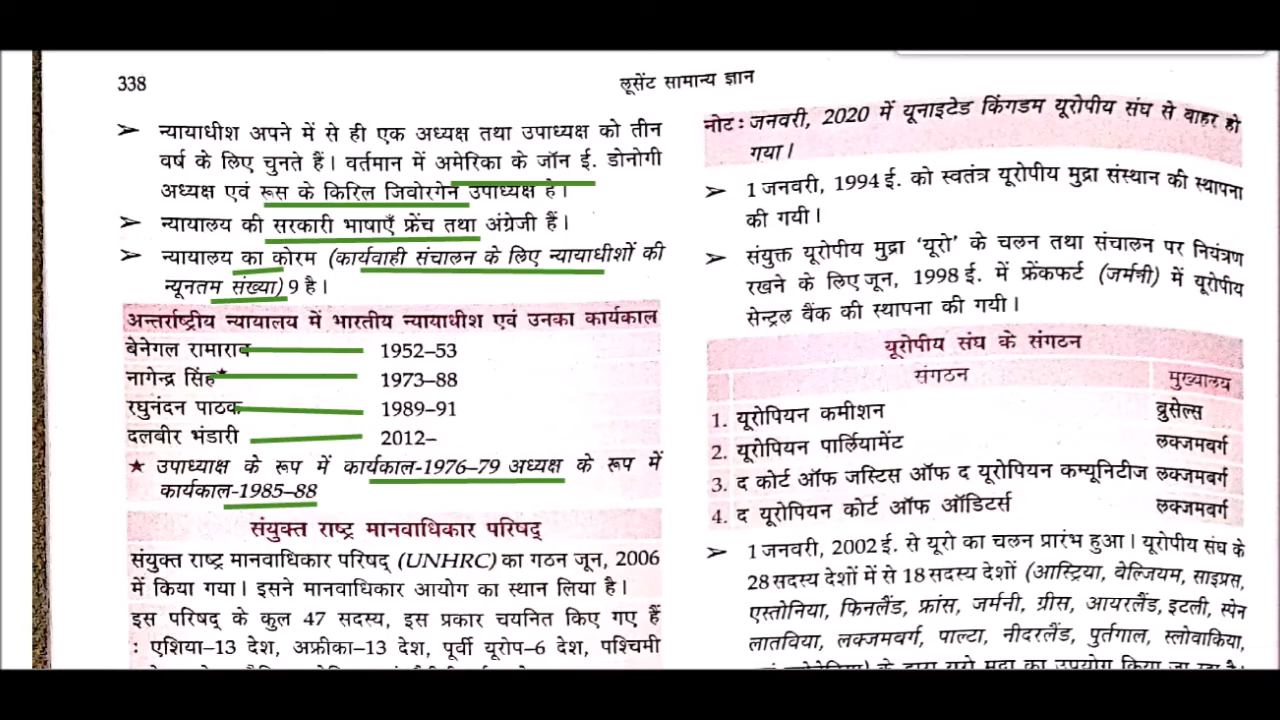 338
लूसेंट सामान्य ज्ञान
➢ न्यायाधीश अपने में से ही एक अध्यक्ष तथा उपाध्यक्ष को तीन
वर्ष के लिए चुनते हैं। वर्तमान में अमेरिका के जॉन ई. डोनोगी
अध्यक्ष एवं रूस के किरिल जिवोरगेन उपाध्यक्ष हे।
➢ न्यायालय की सरकारी भाषाएँ फ्रेंच तथा अंग्रेजी हैं।
➢ न्यायालय का कोरम (कार्यवाही संचालन के लिए न्यायाधीशों की
न्यूनतम संख्या) 9 है।
अन्तर्राष्ट्रीय न्यायालय में भारतीय न्यायाधीश एवं उनका कार्यकाल
बेनेगल रामाराव 1952–53
नागेन्द्र सिंह★ 1973–88
रघुनंदन पाठक 1989–91
दलबीर भंडारी 2012–
★ उपाध्याक्ष के रूप में कार्यकाल-1976–79 अध्यक्ष के रूप में
कार्यकाल-1985–88
संयुक्त राष्ट्र मानवाधिकार परिषद्
संयुक्त राष्ट्र मानवाधिकार परिषद् (UNHRC) का गठन जून, 2006
में किया गया। इसने मानवाधिकार आयोग का स्थान लिया है।
इस परिषद् के कुल 47 सदस्य, इस प्रकार चयनित किए गए हैं
: एशिया–13 देश, अफ्रीका–13 देश, पूर्वी यूरोप–6 देश, पश्चिमी
नोट : जनवरी, 2020 में यूनाइटेड किंगडम यूरोपीय संघ से बाहर हो
गया।
➢ 1 जनवरी, 1994 ई. को स्वतंत्र यूरोपीय मुद्रा संस्थान की स्थापना
की गयी।
➢ संयुक्त यूरोपीय मुद्रा ‘यूरो’ के चलन तथा संचालन पर नियंत्रण
रखने के लिए जून, 1998 ई. में फ्रेंकफर्ट (जर्मनी) में यूरोपीय
सेन्ट्रल बैंक की स्थापना की गयी।
यूरोपीय संघ के संगठन
संगठन मुख्यालय
1. यूरोपियन कमीशन ब्रुसेल्स
2. यूरोपियन पार्लियामेंट लक्जमबर्ग
3. द कोर्ट ऑफ जस्टिस ऑफ द यूरोपियन कम्यूनिटीज लक्जमबर्ग
4. द यूरोपियन कोर्ट ऑफ ऑडिटर्स लक्जमबर्ग
➢ 1 जनवरी, 2002 ई. से यूरो का चलन प्रारंभ हुआ। यूरोपीय संघ के
28 सदस्य देशों में से 18 सदस्य देशों (आस्ट्रिया, वेल्जियम, साइप्रस,
एस्तोनिया, फिनलैंड, फ्रांस, जर्मनी, ग्रीस, आयरलैंड, इटली, स्पेन
लातविया, लक्जमबर्ग, पाल्टा, नीदरलैंड, पुर्तगाल, स्लोवाकिया,